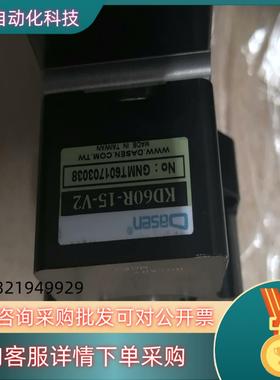 自动化科技
WWW.DASEN.COM.TW
MADE IN TAIWAN
No: GNMT601703038
KD60R-15-V2
Dasen
321949929
咨询采购批发可对公开票
客服详情下单采购